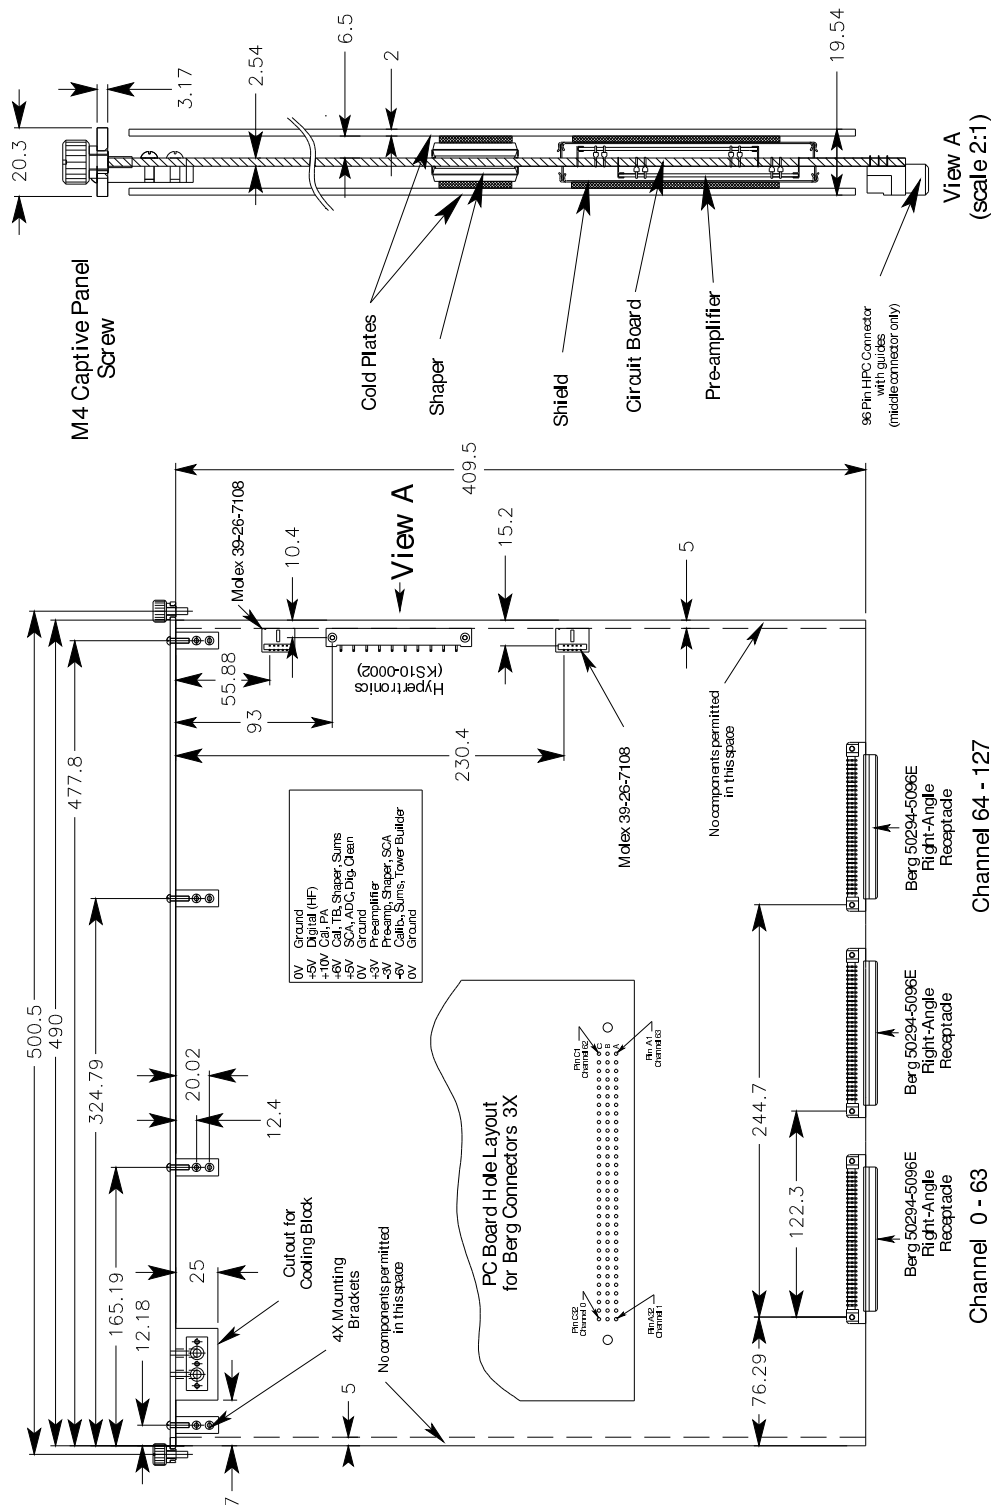 20.3
3.17
2.54
6.5
2
19.54
M4 Captive Panel
Screw
Cold Plates
Shaper
Shield
Circuit Board
Pre-amplifier
96 Pin HPC Connector
with guides
(middle connector only)
View A
(scale 2:1)
500.5
490
477.8
324.79
165.19
12.18
20.02
12.4
25
7
5
409.5
Molex 39-26-7108
10.4
View A
15.2
5
55.88
93
230.4
Hypertronics
(KS10-0002)
Molex 39-26-7108
No components permitted
in this space
0V Ground
+5V Digital (HF)
+10V Cal, PA
+6V Cal, TB, Shaper, Sums
+5V SCA, ADC, Dig. Clean
0V Ground
+3V Pre-amplifier
-3V Pre-amp, Shaper, SCA
-6V Calib., Sums, Tower Builder
0V Ground
Cutout for
Cooling Block
4X Mounting
Brackets
No components permitted
in this space
PC Board Hole Layout
for Berg Connectors 3X
Pin C1
Channel 62
C
B
A
Pin A1
Channel 63
Pin C32
Channel 0
Pin A32
Channel 1
244.7
122.3
76.29
Berg 50294-5096E
Right-Angle
Receptacle
Berg 50294-5096E
Right-Angle
Receptacle
Berg 50294-5096E
Right-Angle
Receptacle
Channel 0 - 63
Channel 64 - 127